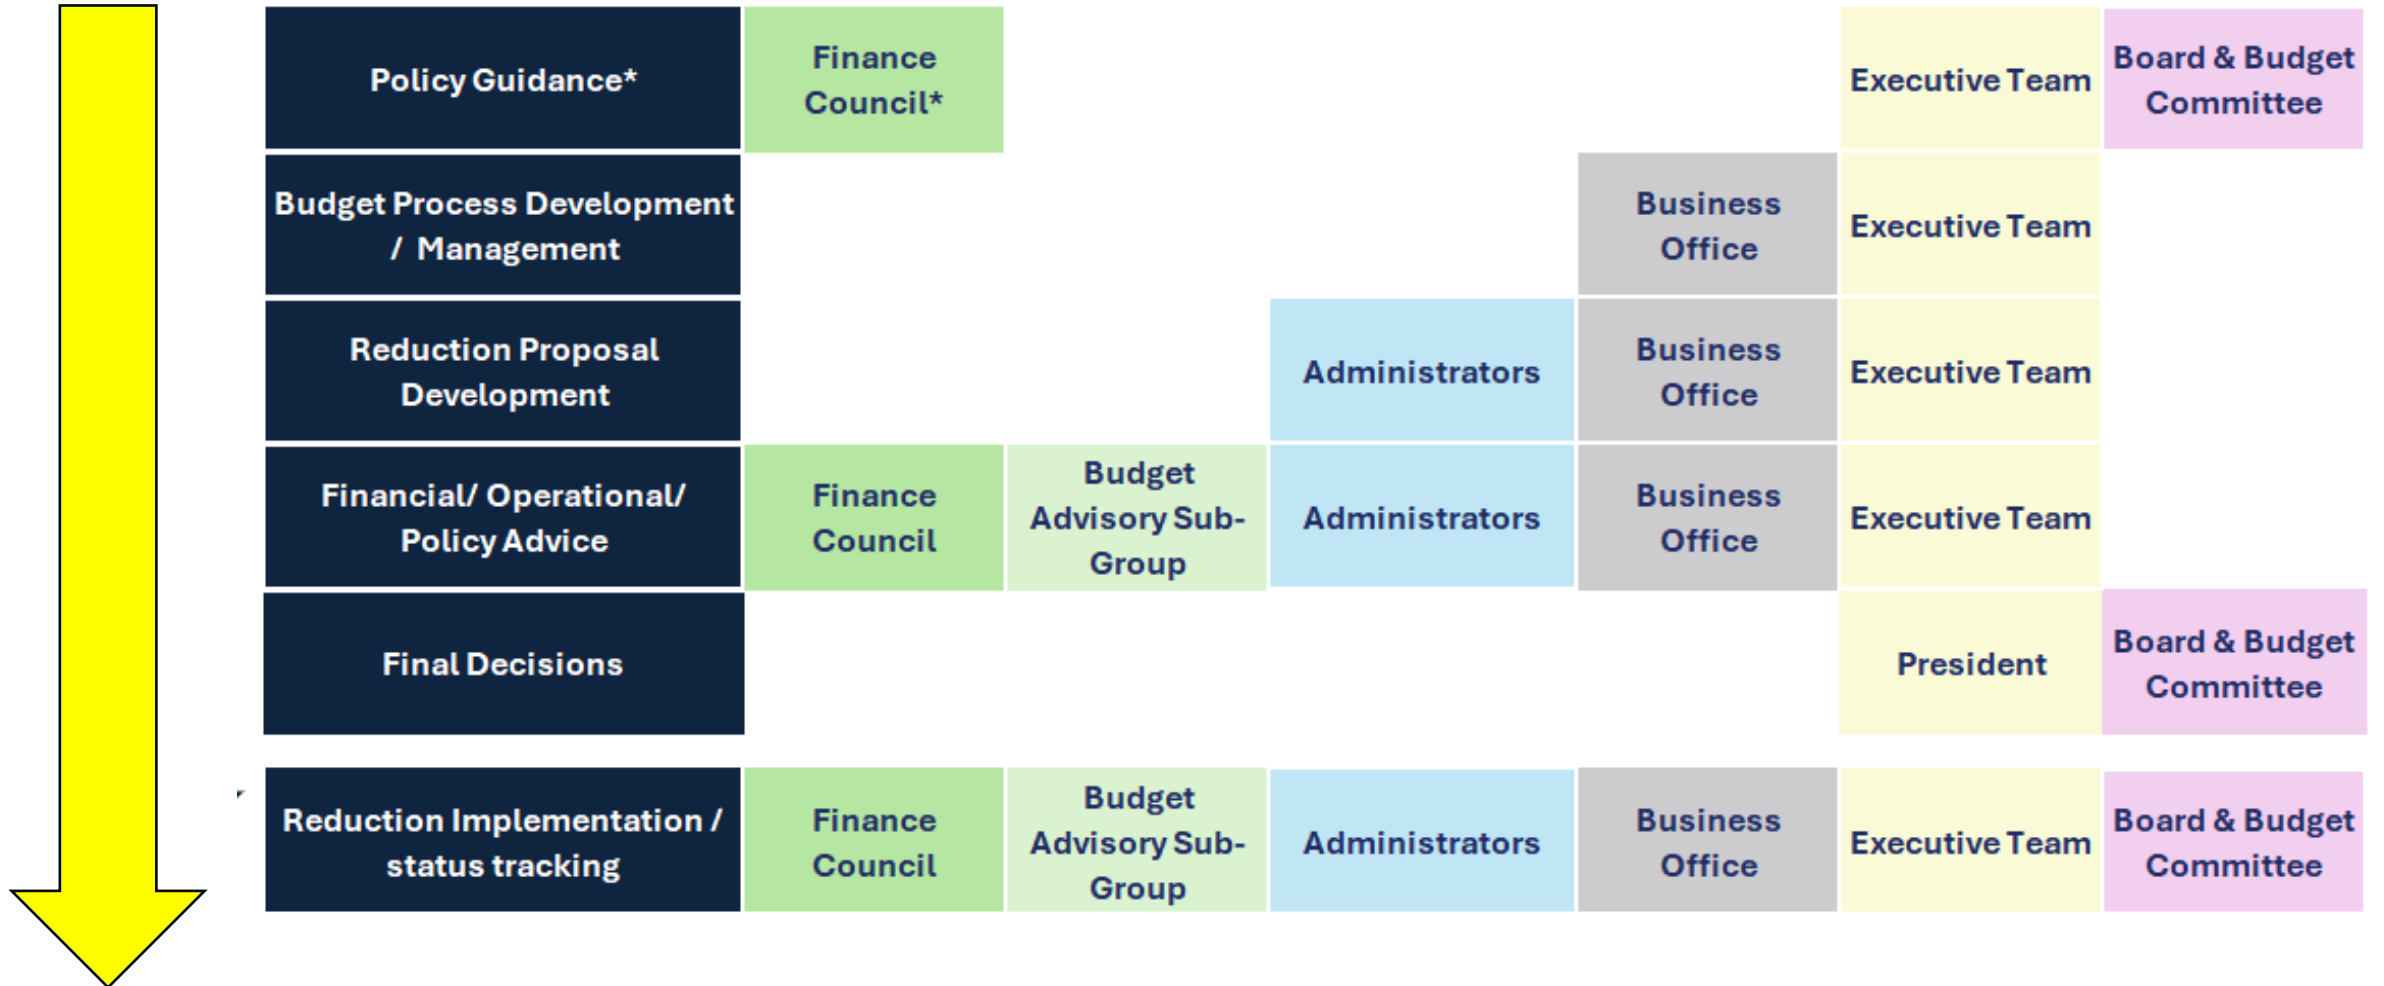 Policy Guidance*
Finance
Council*
Executive Team
Board & Budget
Committee
Budget Process Development
/ Management
Business
Office
Executive Team
Reduction Proposal
Development
Administrators
Business
Office
Executive Team
Financial/ Operational/
Policy Advice
Finance
Council
Budget
Advisory Sub-
Group
Administrators
Business
Office
Executive Team
Final Decisions
President
Board & Budget
Committee
Reduction Implementation /
status tracking
Finance
Council
Budget
Advisory Sub-
Group
Administrators
Business
Office
Executive Team
Board & Budget
Committee